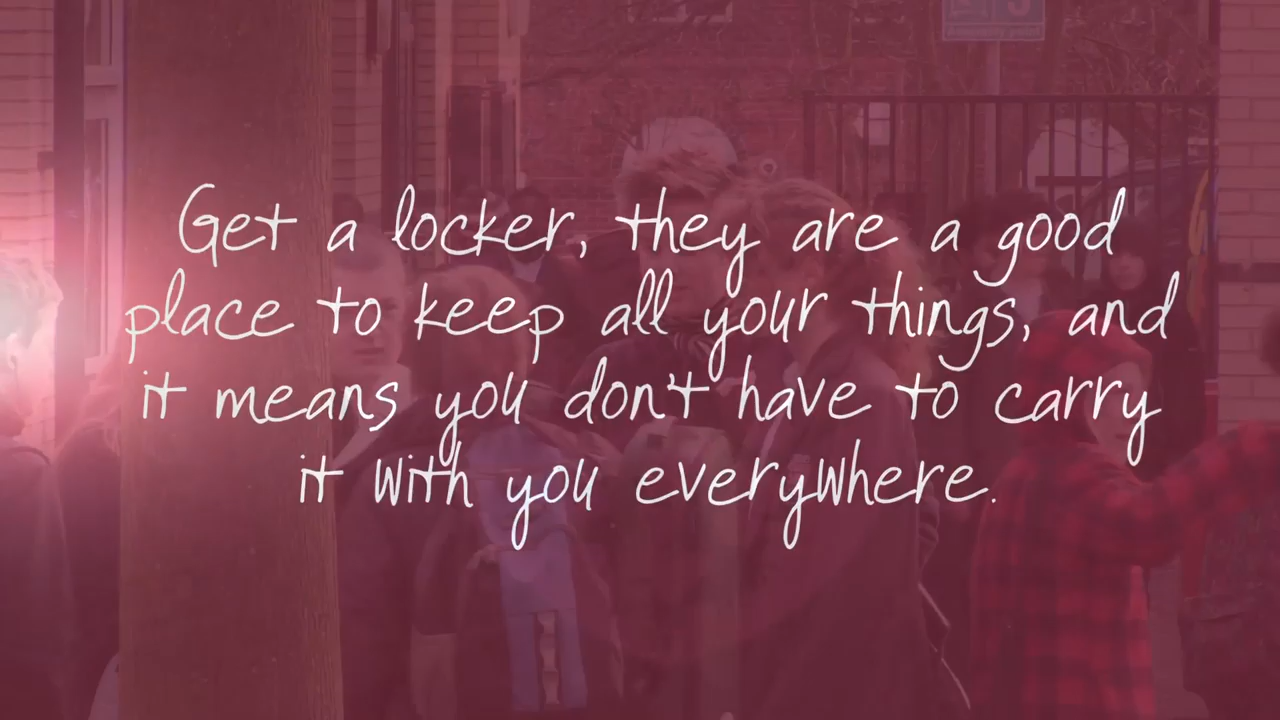 Get a locker, they are a good
place to keep all your things, and
it means you don't have to carry
it with you everywhere.